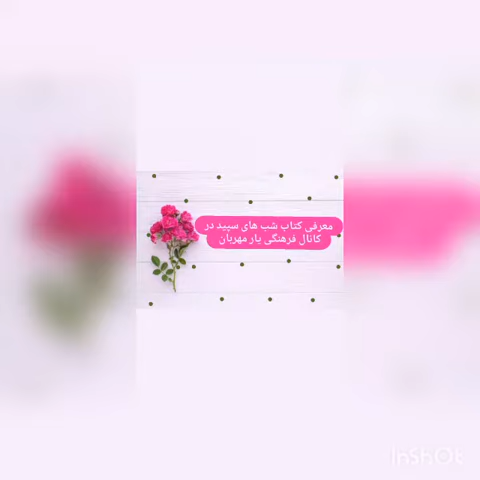 معرفی کتاب شب های سپید در
کانال فرهنگی یار مهربان
InShOt